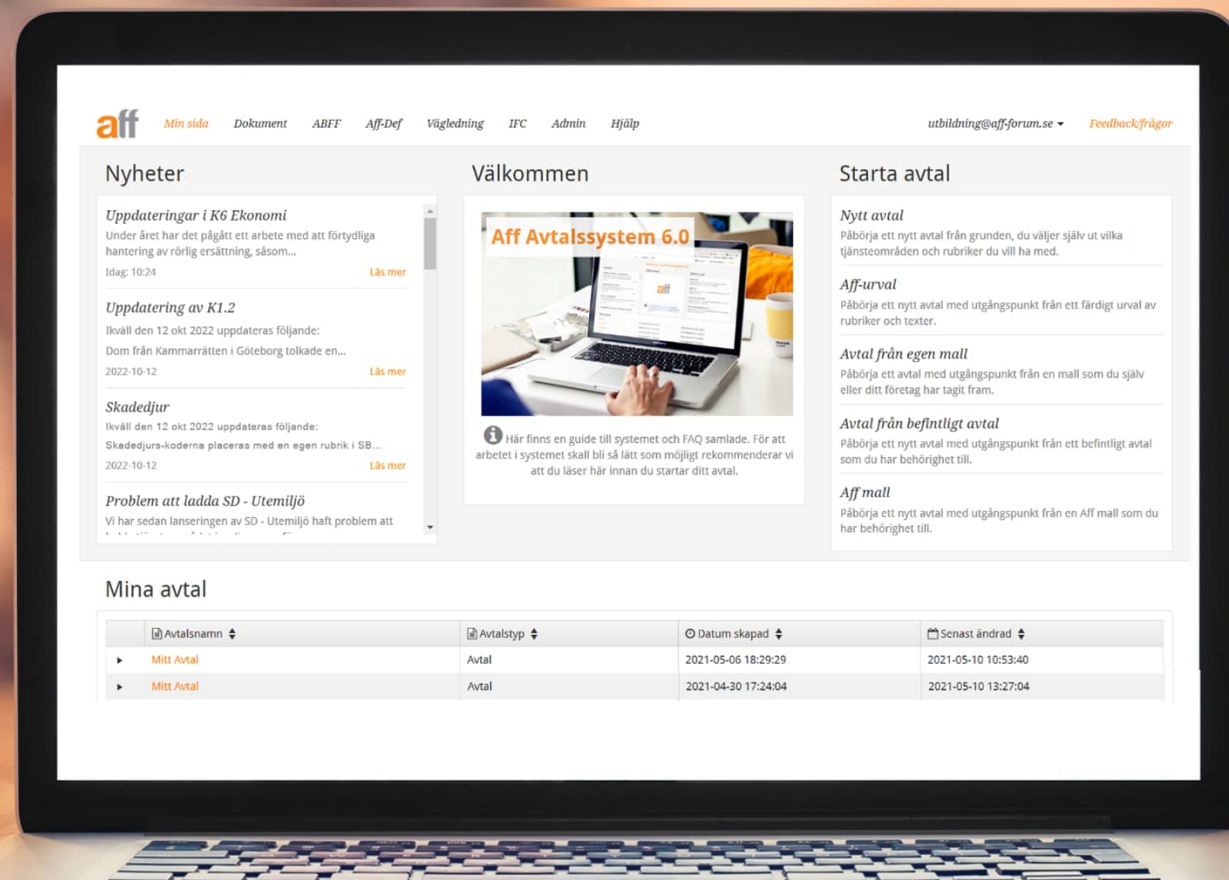 aff Min sida Dokument ABFF Aff-Def Vägledning IFC Admin Hjälp utbildning@aff-forum.se Feedback/frågor
Nyheter
Uppdateringar i K6 Ekonomi
Under året har det pågått ett arbete med att förtydliga
hantering av rörlig ersättning, såsom...
Idag: 10:24 Läs mer
Uppdatering av K1.2
Ikväll den 12 okt 2022 uppdateras följande:
Dom från Kammarrätten i Göteborg tolkade en...
2022-10-12 Läs mer
Skadedjur
Ikväll den 12 okt 2022 uppdateras följande:
Skadedjurs-koderna placeras med en egen rubrik i SB...
2022-10-12 Läs mer
Problem att ladda SD - Utemiljö
Vi har sedan lanseringen av SD - Utemiljö haft problem att
Välkommen
Aff Avtalssystem 6.0
aff
Här finns en guide till systemet och FAQ samlade. För att
arbetet i systemet skall bli så lätt som möjligt rekommenderar vi
att du läser här innan du startar ditt avtal.
Starta avtal
Nytt avtal
Påbörja ett nytt avtal från grunden, du väljer själv ut vilka
tjänsteområden och rubriker du vill ha med.
Aff-urval
Påbörja ett nytt avtal med utgångspunkt från ett färdigt urval av
rubriker och texter.
Avtal från egen mall
Påbörja ett avtal med utgångspunkt från en mall som du själv
eller ditt företag har tagit fram.
Avtal från befintligt avtal
Påbörja ett nytt avtal med utgångspunkt från ett befintligt avtal
som du har behörighet till.
Aff mall
Påbörja ett nytt avtal med utgångspunkt från en Aff mall som du
har behörighet till.
Mina avtal
Avtalsnamn Avtalstyp Datum skapad Senast ändrad
Mitt Avtal Avtal 2021-05-06 18:29:29 2021-05-10 10:53:40
Mitt Avtal Avtal 2021-04-30 17:24:04 2021-05-10 13:27:04